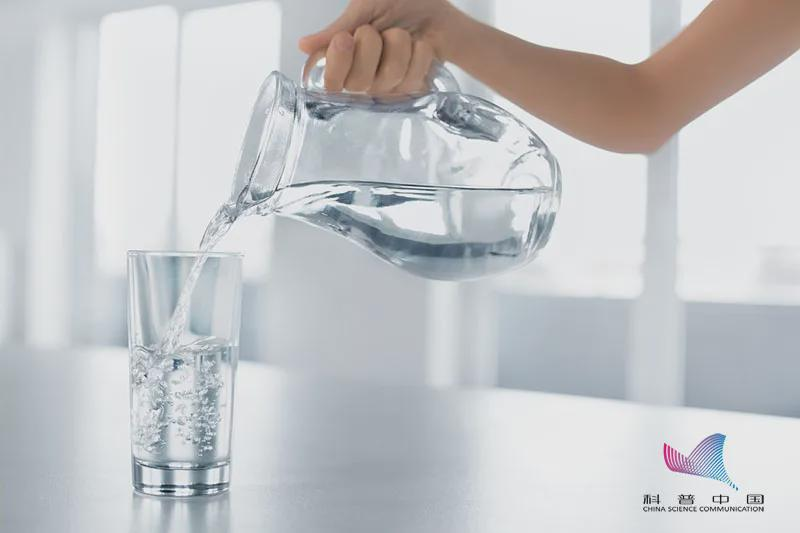 科普中国
CHINA SCIENCE COMMUNICATION